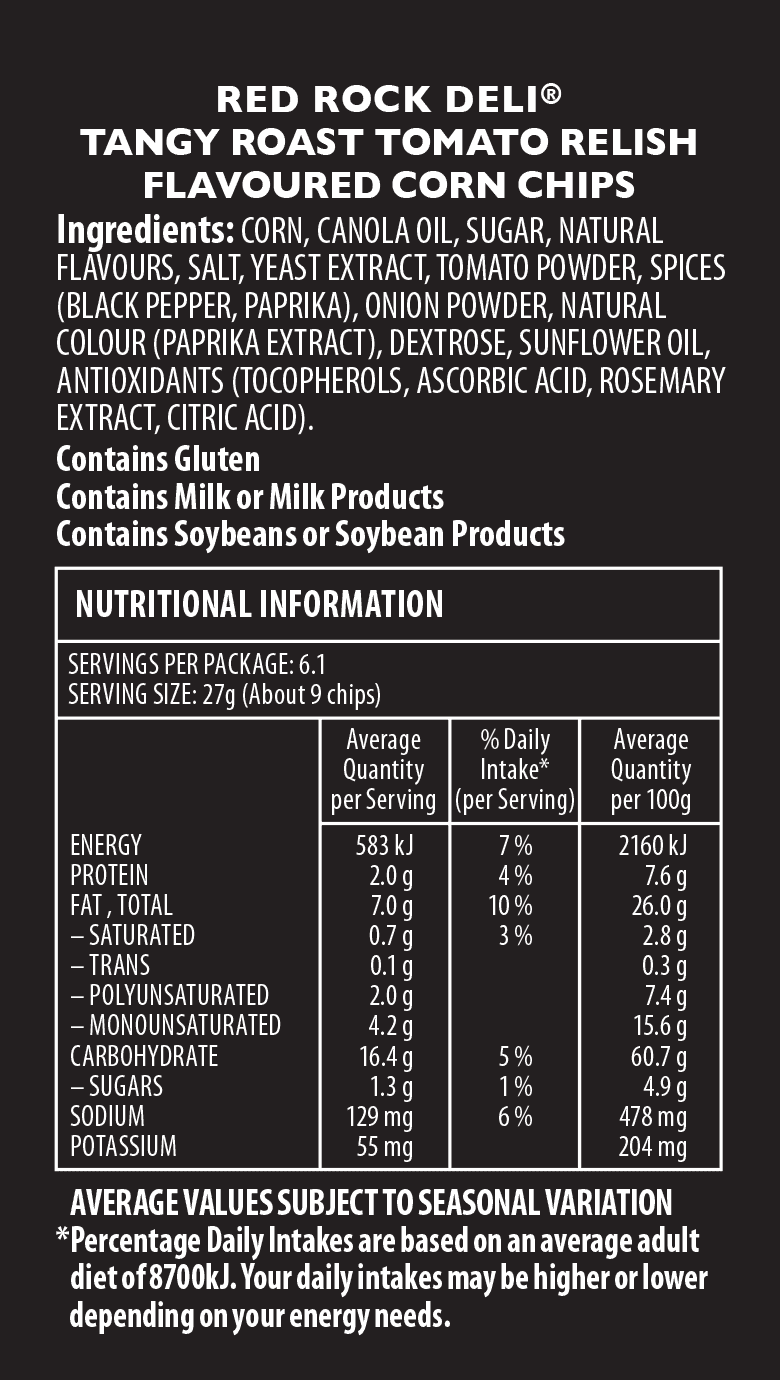 RED ROCK DELI®
TANGY ROAST TOMATO RELISH
FLAVOURED CORN CHIPS
Ingredients: CORN, CANOLA OIL, SUGAR, NATURAL
FLAVOURS, SALT, YEAST EXTRACT, TOMATO POWDER, SPICES
(BLACK PEPPER, PAPRIKA), ONION POWDER, NATURAL
COLOUR (PAPRIKA EXTRACT), DEXTROSE, SUNFLOWER OIL,
ANTIOXIDANTS (TOCOPHEROLS, ASCORBIC ACID, ROSEMARY
EXTRACT, CITRIC ACID).
Contains Gluten
Contains Milk or Milk Products
Contains Soybeans or Soybean Products
NUTRITIONAL INFORMATION
SERVINGS PER PACKAGE: 6.1
SERVING SIZE: 27g (About 9 chips)
Average % Daily Average
Quantity Intake* Quantity
per Serving (per Serving) per 100g
ENERGY 583 kJ 7 % 2160 kJ
PROTEIN 2.0 g 4 % 7.6 g
FAT , TOTAL 7.0 g 10 % 26.0 g
– SATURATED 0.7 g 3 % 2.8 g
– TRANS 0.1 g 0.3 g
– POLYUNSATURATED 2.0 g 7.4 g
– MONOUNSATURATED 4.2 g 15.6 g
CARBOHYDRATE 16.4 g 5 % 60.7 g
– SUGARS 1.3 g 1 % 4.9 g
SODIUM 129 mg 6 % 478 mg
POTASSIUM 55 mg 204 mg
AVERAGE VALUES SUBJECT TO SEASONAL VARIATION
*Percentage Daily Intakes are based on an average adult
diet of 8700kJ. Your daily intakes may be higher or lower
depending on your energy needs.